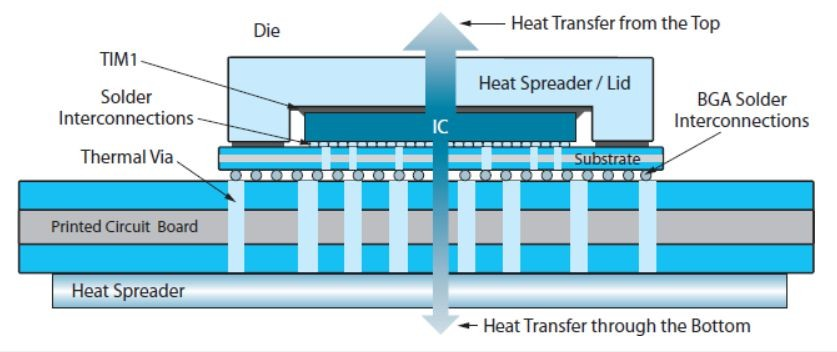 Die
Heat Transfer from the Top
TIM1
Heat Spreader / Lid
Solder
Interconnections
BGA Solder
Interconnections
IC
Thermal Via
Substrate
Printed Circuit Board
Heat Spreader
Heat Transfer through the Bottom